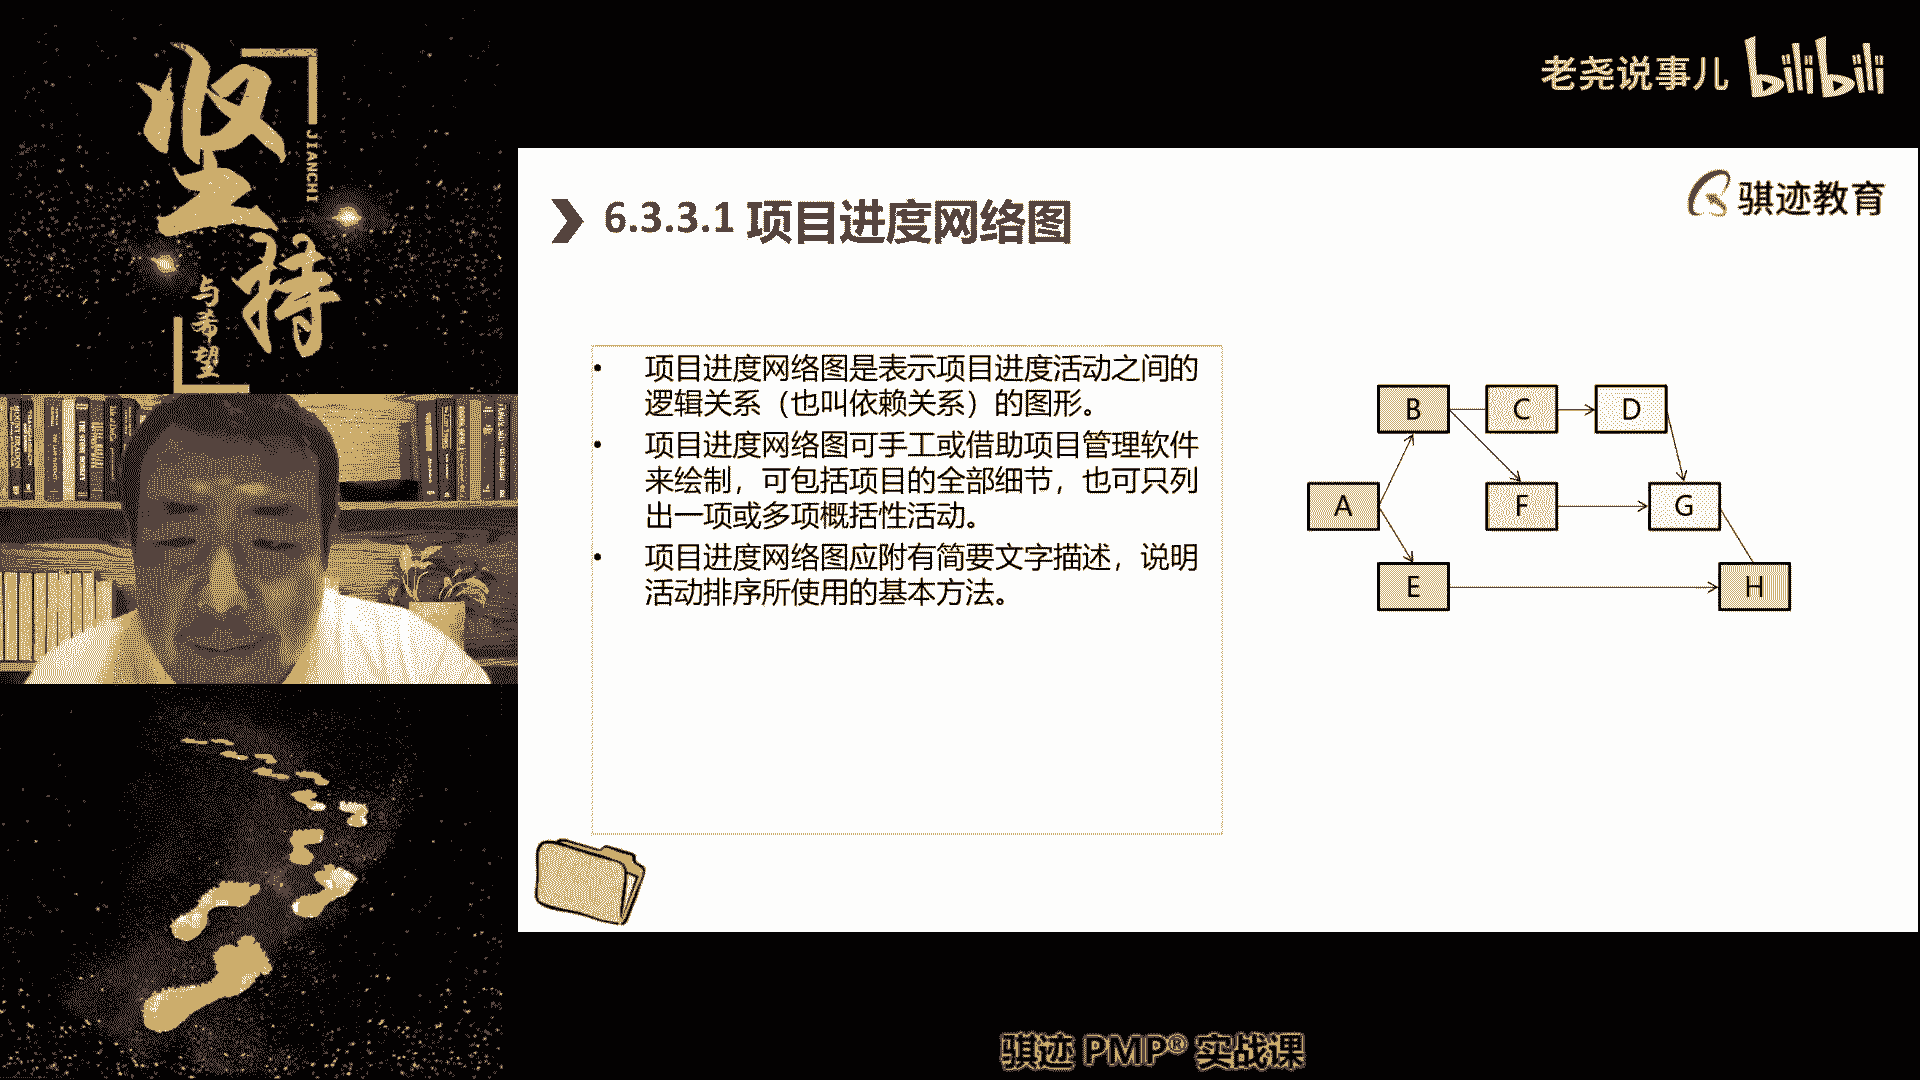 坚持
JIANCHI
与希望
老尧说事儿 bilibili
骐迹教育
6.3.3.1 项目进度网络图
• 项目进度网络图是表示项目进度活动之间的
逻辑关系（也叫依赖关系）的图形。
• 项目进度网络图可手工或借助项目管理软件
来绘制，可包括项目的全部细节，也可只列
出一项或多项概括性活动。
• 项目进度网络图应附有简要文字描述，说明
活动排序所使用的基本方法。
B C D
A F G
E H
骐迹 PMP® 实战课